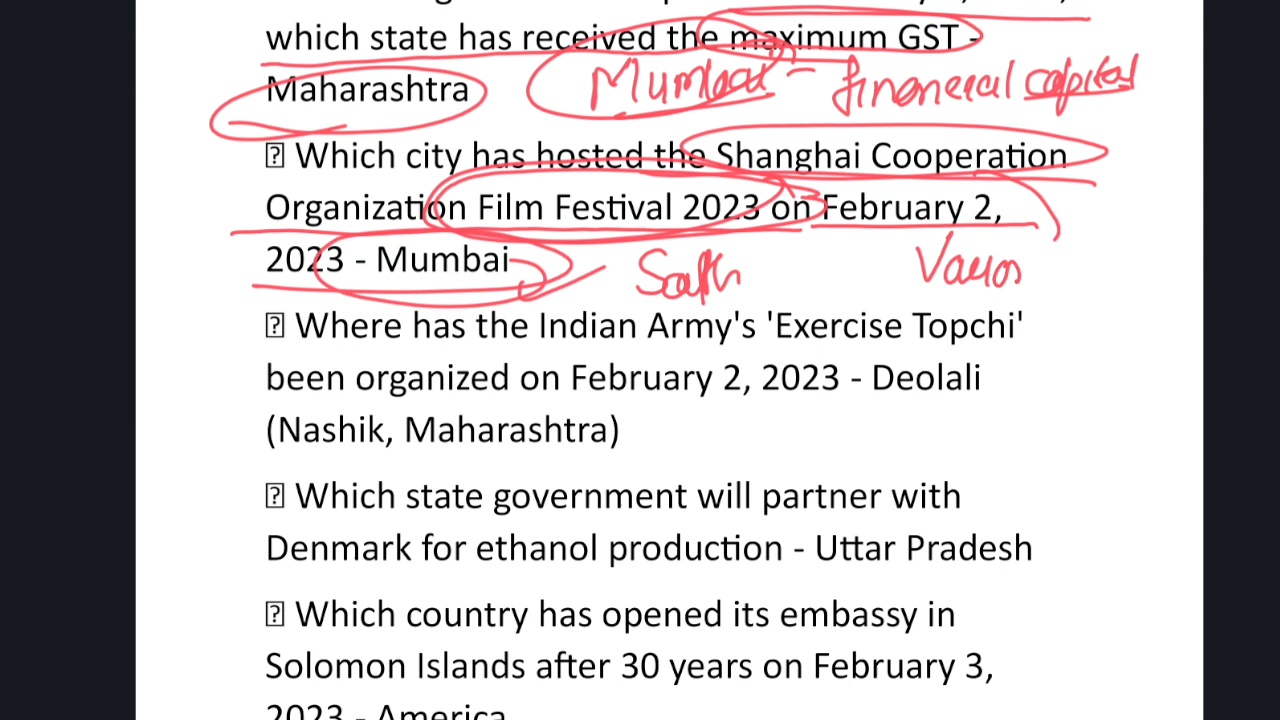 which state has received the maximum GST -
Maharashtra Mumbai - financial capital
Which city has hosted the Shanghai Cooperation
Organization Film Festival 2023 on February 2,
2023 - Mumbai
Where has the Indian Army's 'Exercise Topchi'
been organized on February 2, 2023 - Deolali
(Nashik, Maharashtra)
Which state government will partner with
Denmark for ethanol production - Uttar Pradesh
Which country has opened its embassy in
Solomon Islands after 30 years on February 3,
2023 - America